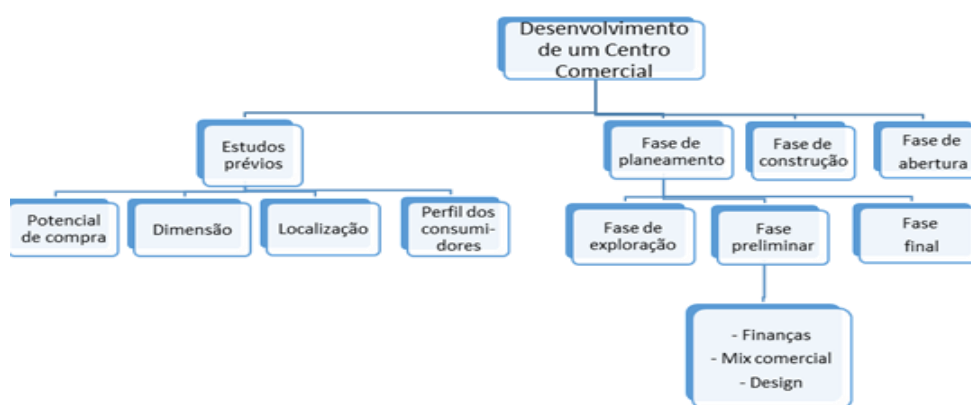 Desenvolvimento
de um Centro
Comercial
Estudos
prévios
Fase de
planeamento
Fase de
construção
Fase de
abertura
Potencial
de compra
Dimensão
Localização
Perfil dos
consumi-
dores
Fase de
exploração
Fase
preliminar
Fase
final
- Finanças
- Mix comercial
- Design